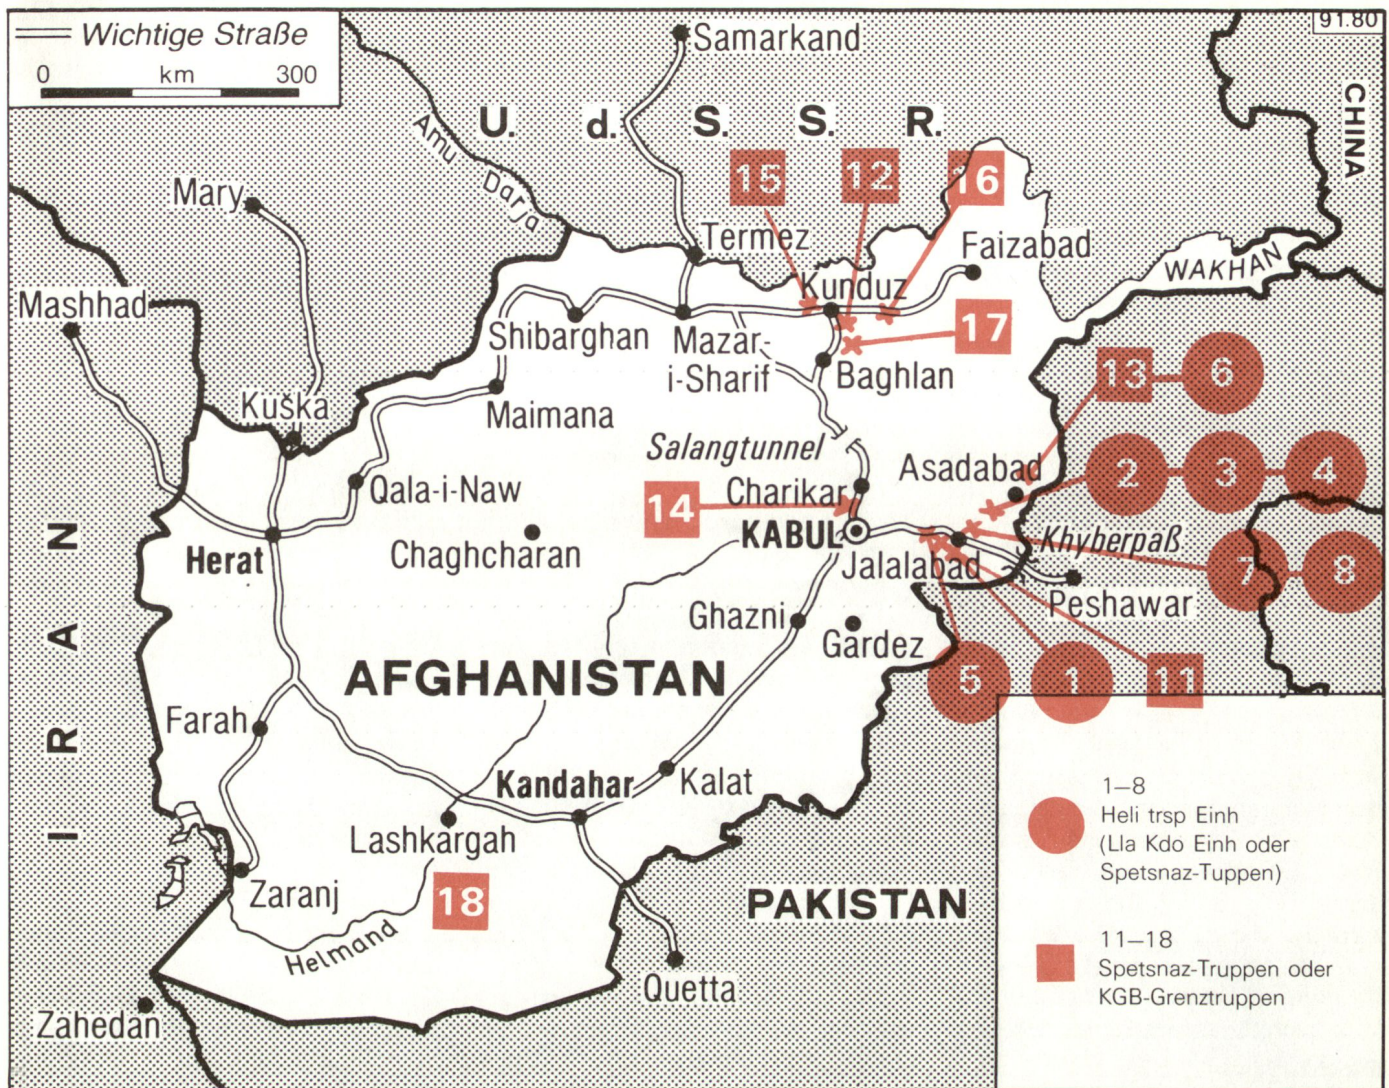 Wichtige Straße
0 km 300
91.80
Samarkand
U. d. S. S. R.
CHINA
Amu
Darja
15 12 16
Mary
Termez
Faizabad
WAKHAN
Mashhad
Kunduz
Shibarghan
Mazar-
i-Sharif
17
Baghlan
13 6
Kuška
Maimana
Salangtunnel
Asadabad
2 3 4
Qala-i-Naw
14
Charikar
KABUL
Khyberpaß
Herat
Chaghcharan
Jalalabad
7 8
Peshawar
IRAN
Ghazni
Gardez
AFGHANISTAN
5 1 11
Farah
Kandahar
Kalat
Lashkargah
Zaranj
18
Helmand
PAKISTAN
Quetta
Zahedan
1–8
Heli trsp Einh
(Lla Kdo Einh oder
Spetsnaz-Tuppen)
11–18
Spetsnaz-Truppen oder
KGB-Grenztruppen